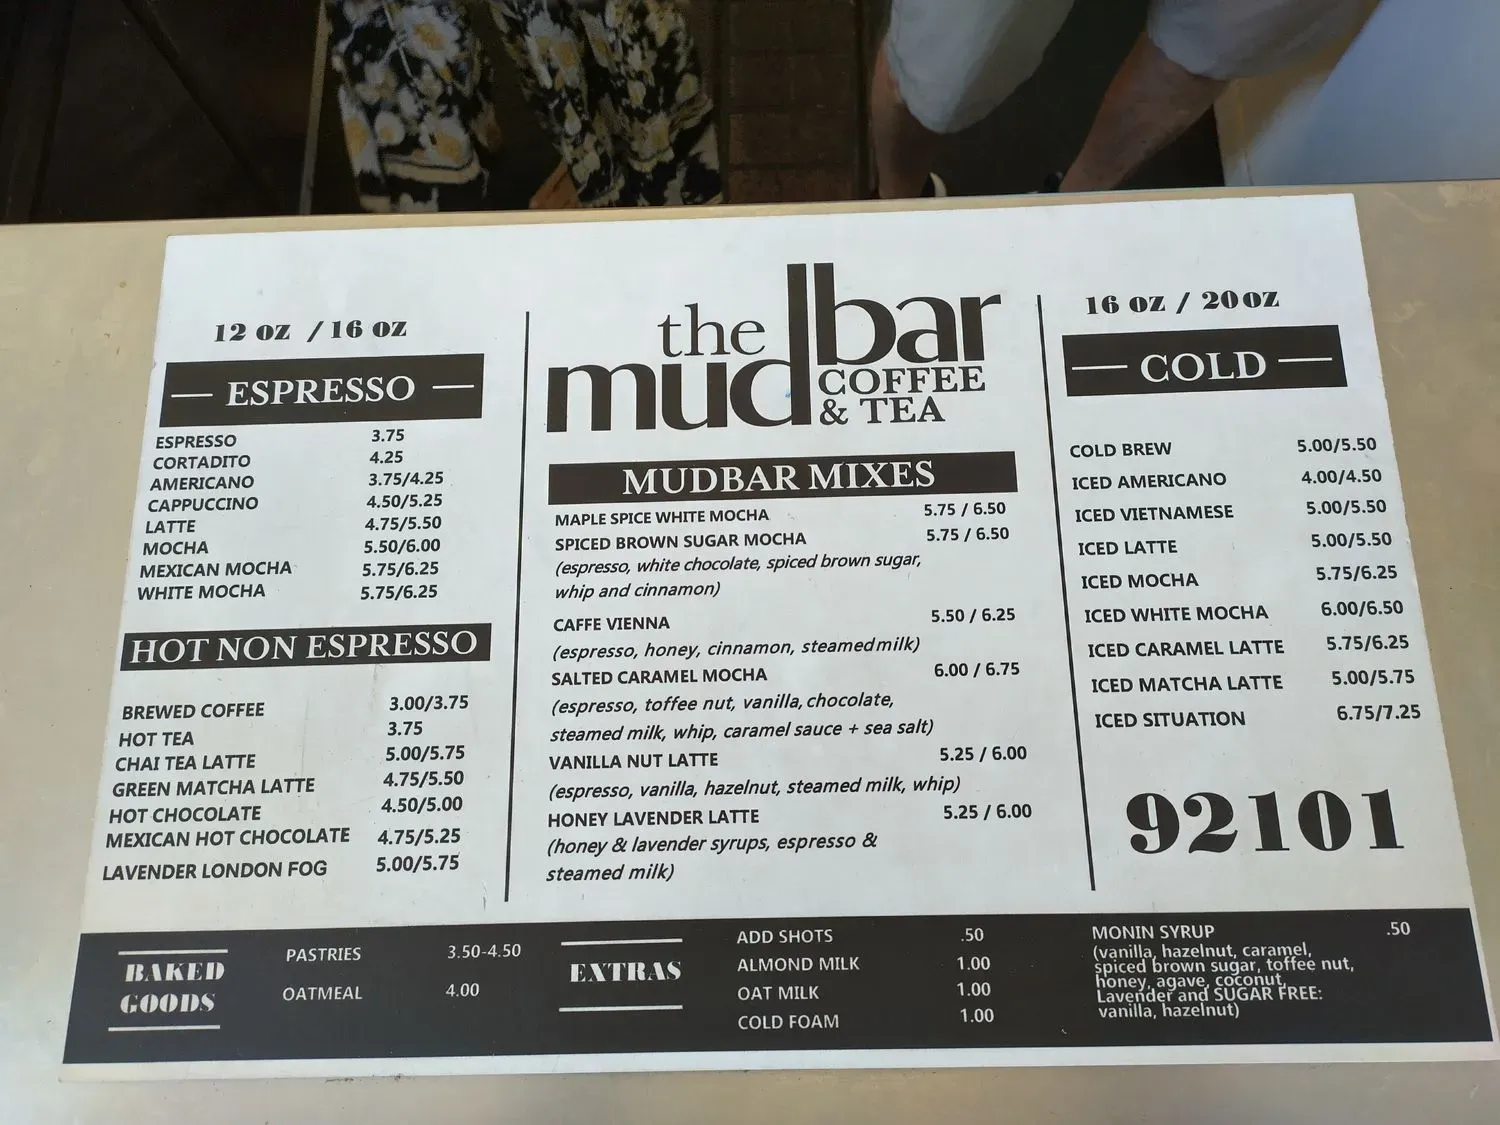 12 OZ / 16 OZ
ESPRESSO
ESPRESSO 3.75
CORTADITO 4.25
AMERICANO 3.75/4.25
CAPPUCCINO 4.50/5.25
LATTE 4.75/5.50
MOCHA 5.50/6.00
MEXICAN MOCHA 5.75/6.25
WHITE MOCHA 5.75/6.25
HOT NON ESPRESSO
BREWED COFFEE 3.00/3.75
HOT TEA 3.75
CHAI TEA LATTE 5.00/5.75
GREEN MATCHA LATTE 4.75/5.50
HOT CHOCOLATE 4.50/5.00
MEXICAN HOT CHOCOLATE 4.75/5.25
LAVENDER LONDON FOG 5.00/5.75
the mudbar
COFFEE
& TEA
MUDBAR MIXES
MAPLE SPICE WHITE MOCHA 5.75 / 6.50
SPICED BROWN SUGAR MOCHA 5.75 / 6.50
(espresso, white chocolate, spiced brown sugar,
whip and cinnamon)
CAFFE VIENNA 5.50 / 6.25
(espresso, honey, cinnamon, steamed milk)
SALTED CARAMEL MOCHA 6.00 / 6.75
(espresso, toffee nut, vanilla, chocolate,
steamed milk, whip, caramel sauce + sea salt)
VANILLA NUT LATTE 5.25 / 6.00
(espresso, vanilla, hazelnut, steamed milk, whip)
HONEY LAVENDER LATTE 5.25 / 6.00
(honey & lavender syrups, espresso &
steamed milk)
16 OZ / 20 OZ
COLD
COLD BREW 5.00/5.50
ICED AMERICANO 4.00/4.50
ICED VIETNAMESE 5.00/5.50
ICED LATTE 5.00/5.50
ICED MOCHA 5.75/6.25
ICED WHITE MOCHA 6.00/6.50
ICED CARAMEL LATTE 5.75/6.25
ICED MATCHA LATTE 5.00/5.75
ICED SITUATION 6.75/7.25
92101
BAKED
GOODS
PASTRIES 3.50-4.50
OATMEAL 4.00
EXTRAS
ADD SHOTS .50
ALMOND MILK 1.00
OAT MILK 1.00
COLD FOAM 1.00
MONIN SYRUP .50
(vanilla, hazelnut, caramel,
spiced brown sugar, toffee nut,
honey, agave, coconut,
Lavender and SUGAR FREE:
vanilla, hazelnut)